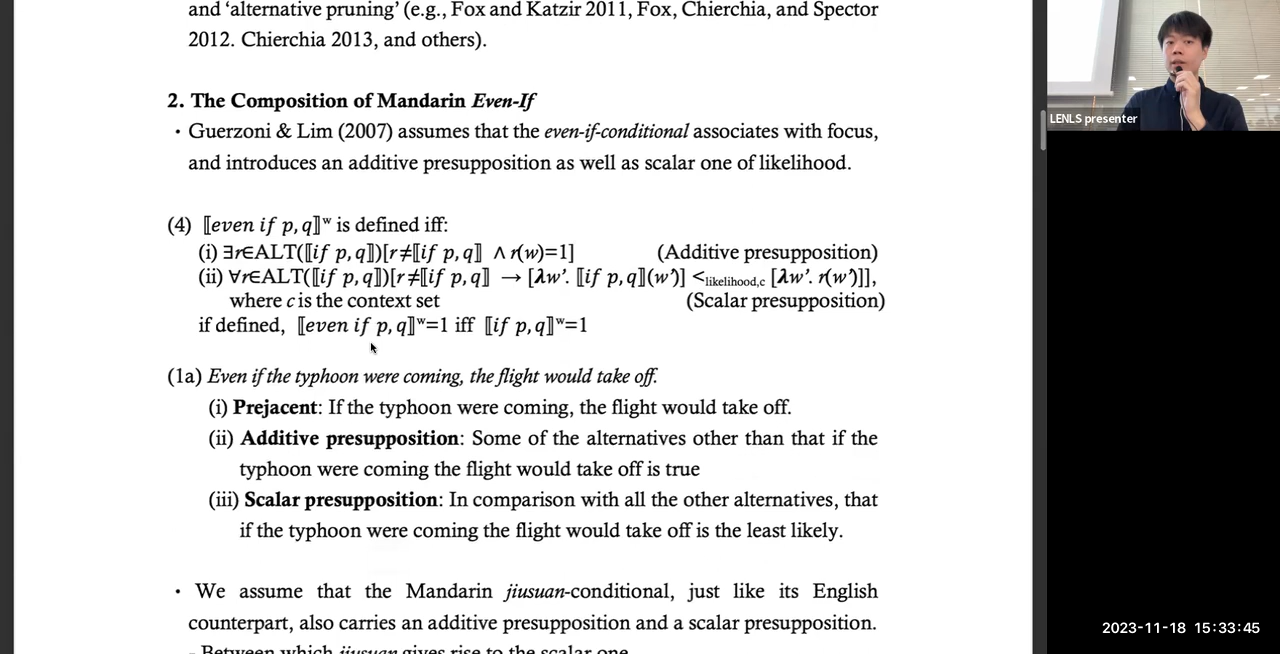 and ‘alternative pruning’ (e.g., Fox and Katzir 2011, Fox, Chierchia, and Spector
2012. Chierchia 2013, and others).
2. The Composition of Mandarin Even-If
· Guerzoni & Lim (2007) assumes that the even-if-conditional associates with focus,
and introduces an additive presupposition as well as scalar one of likelihood.
(4) ⟦even if p, q⟧ʷ is defined iff:
(i) ∃r∈ALT(⟦if p, q⟧)[r≠⟦if p, q⟧ ∧ r(w)=1] (Additive presupposition)
(ii) ∀r∈ALT(⟦if p, q⟧)[r≠⟦if p, q⟧ → [λw’. ⟦if p, q⟧(w’)] <likelihood,c [λw’. r(w’)]],
where c is the context set (Scalar presupposition)
if defined, ⟦even if p, q⟧ʷ=1 iff ⟦if p, q⟧ʷ=1
(1a) Even if the typhoon were coming, the flight would take off.
(i) Prejacent: If the typhoon were coming, the flight would take off.
(ii) Additive presupposition: Some of the alternatives other than that if the
typhoon were coming the flight would take off is true
(iii) Scalar presupposition: In comparison with all the other alternatives, that
if the typhoon were coming the flight would take off is the least likely.
· We assume that the Mandarin jiusuan-conditional, just like its English
counterpart, also carries an additive presupposition and a scalar presupposition.
- Between which jiusuan gives rise to the scalar one
LENLS presenter
2023-11-18 15:33:45